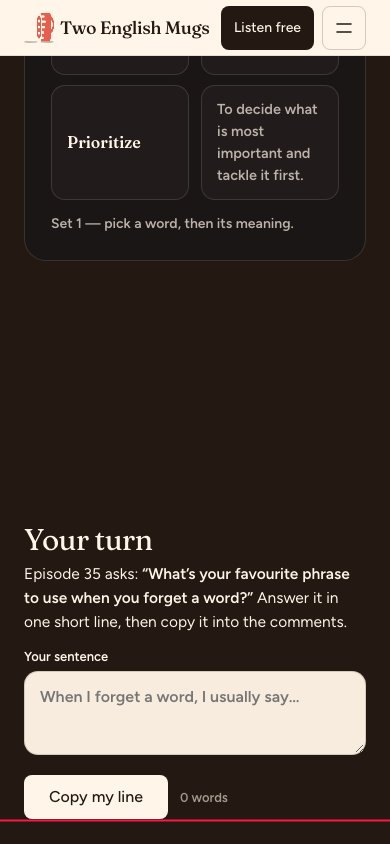 Two English Mugs
Listen free
Prioritize
To decide what
is most
important and
tackle it first.
Set 1 — pick a word, then its meaning.
Your turn
Episode 35 asks: “What’s your favourite phrase
to use when you forget a word?” Answer it in
one short line, then copy it into the comments.
Your sentence
When I forget a word, I usually say…
Copy my line
0 words